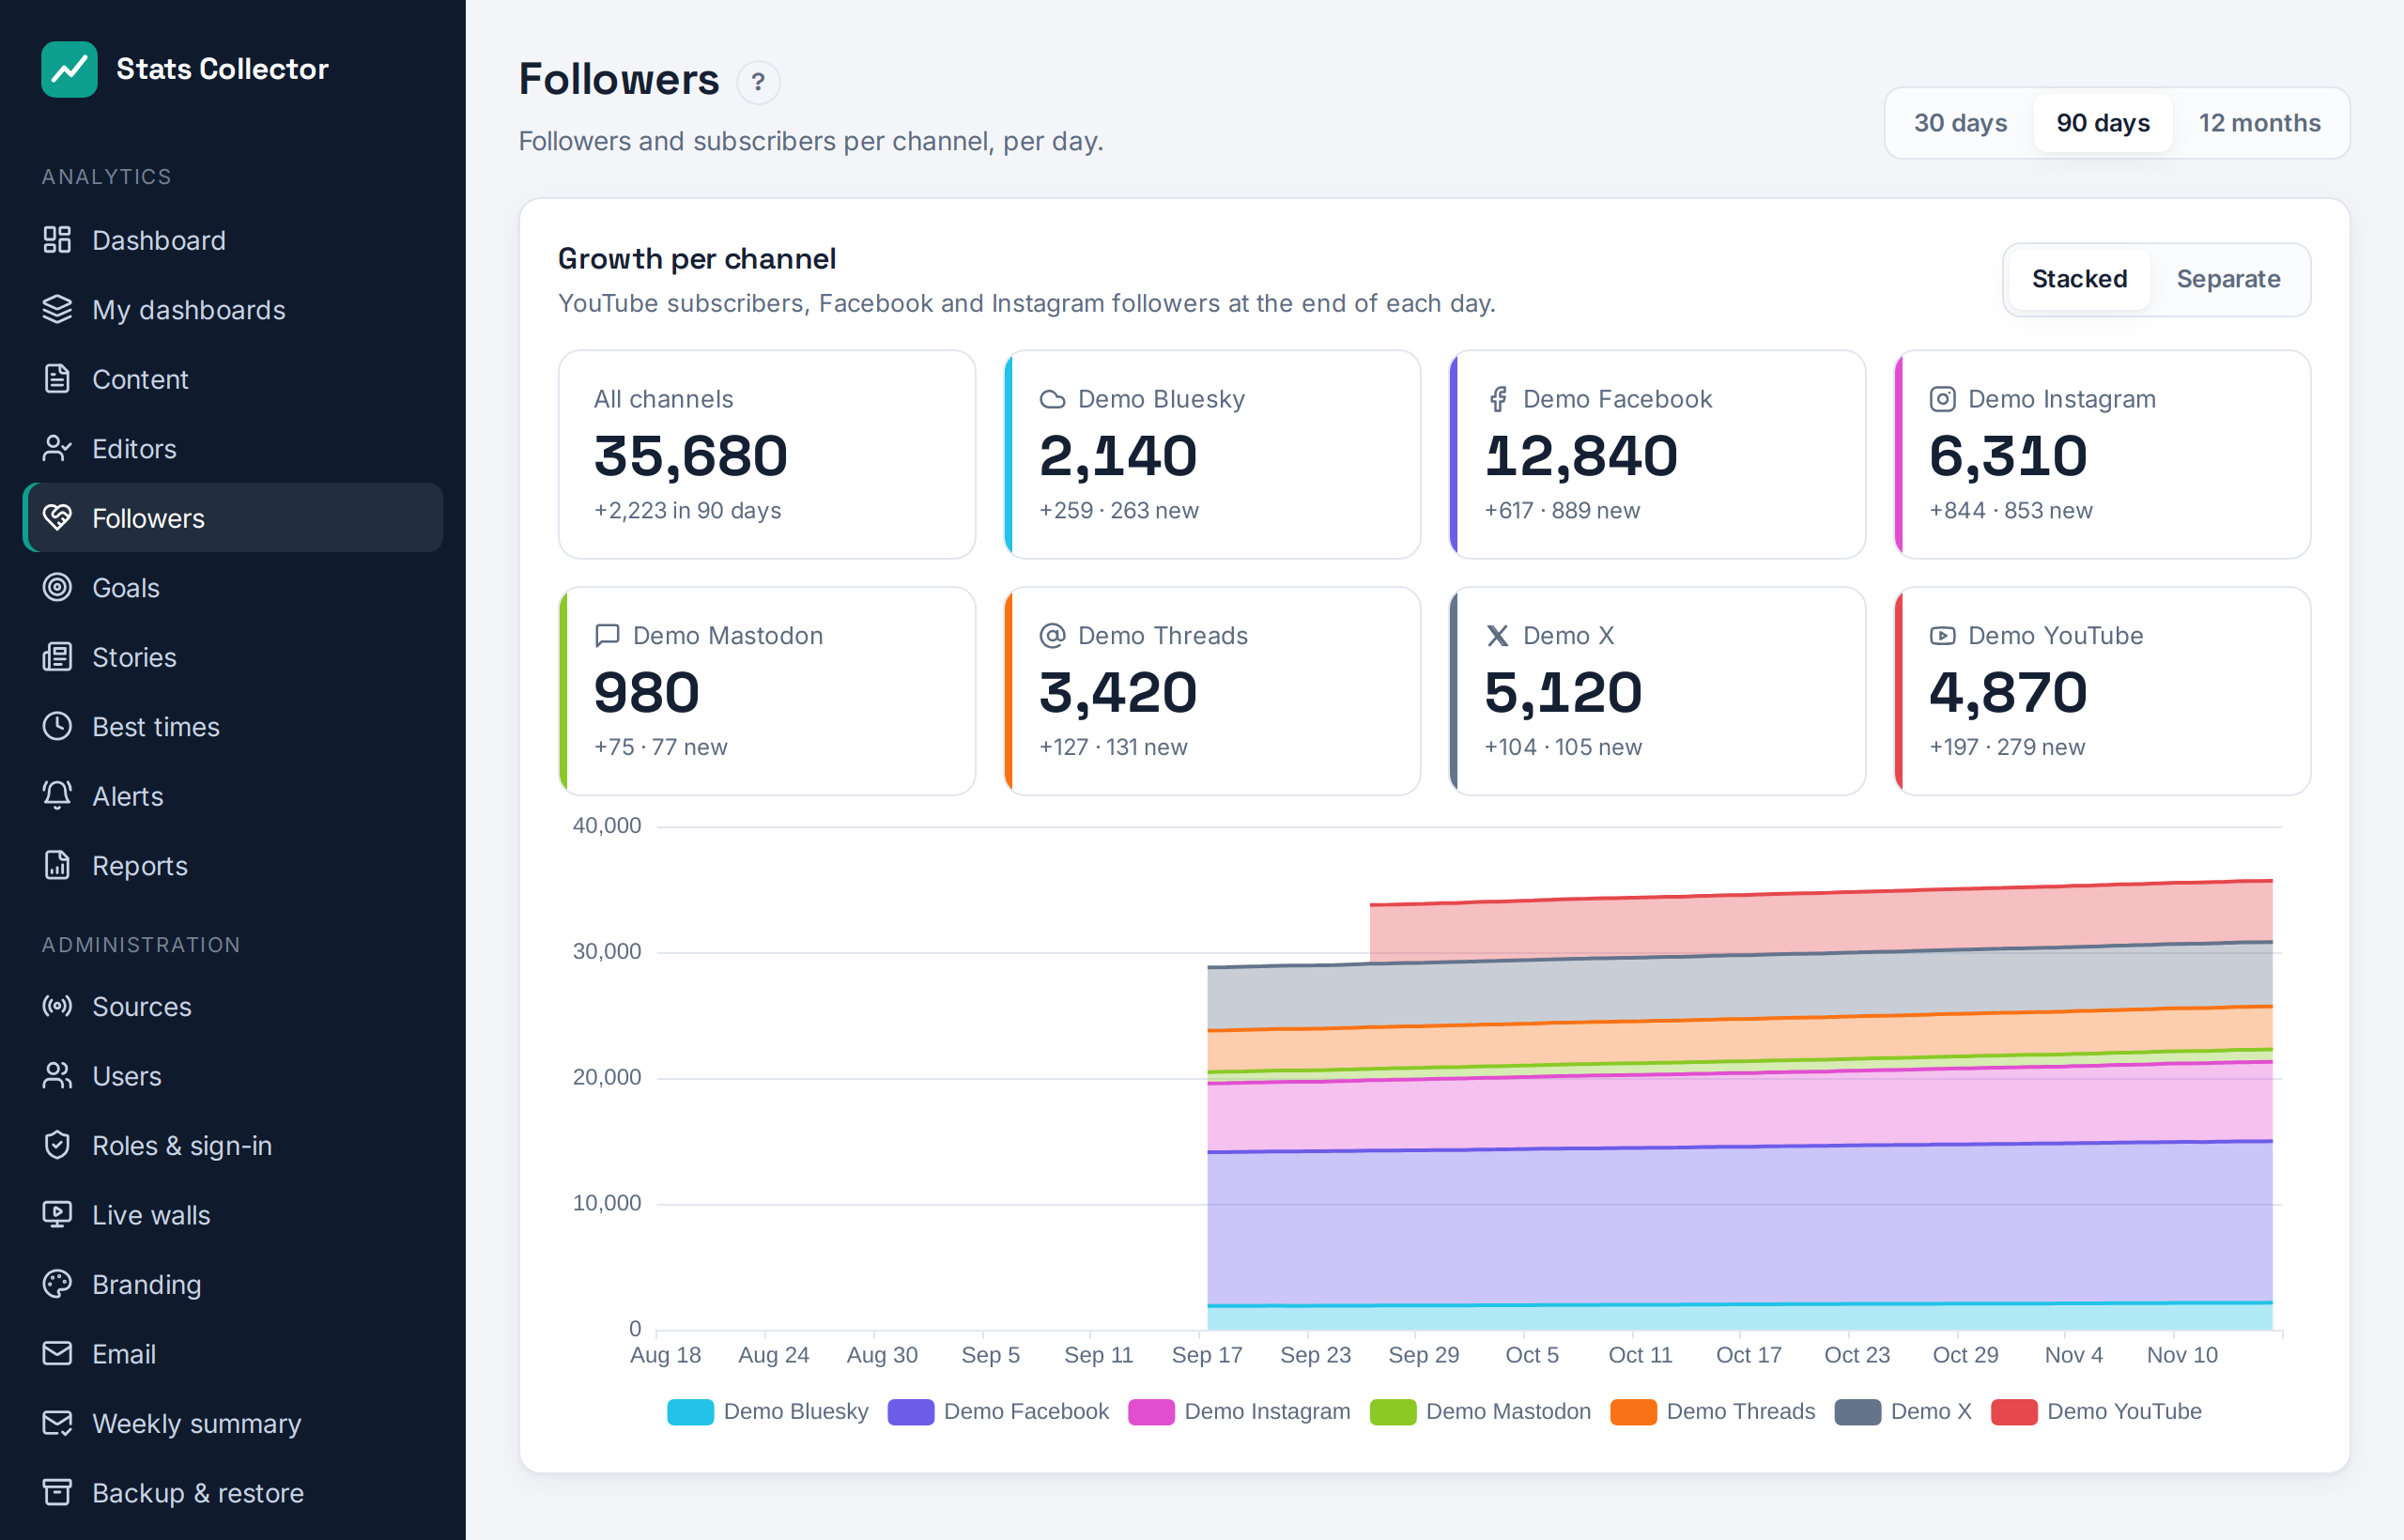 Stats Collector
ANALYTICS
Dashboard
My dashboards
Content
Editors
Followers
Goals
Stories
Best times
Alerts
Reports
ADMINISTRATION
Sources
Users
Roles & sign-in
Live walls
Branding
Email
Weekly summary
Backup & restore
Followers ?
Followers and subscribers per channel, per day.
30 days 90 days 12 months
Growth per channel
YouTube subscribers, Facebook and Instagram followers at the end of each day.
Stacked Separate
All channels
35,680
+2,223 in 90 days
Demo Bluesky
2,140
+259 · 263 new
Demo Facebook
12,840
+617 · 889 new
Demo Instagram
6,310
+844 · 853 new
Demo Mastodon
980
+75 · 77 new
Demo Threads
3,420
+127 · 131 new
Demo X
5,120
+104 · 105 new
Demo YouTube
4,870
+197 · 279 new
40,000
30,000
20,000
10,000
0
Aug 18 Aug 24 Aug 30 Sep 5 Sep 11 Sep 17 Sep 23 Sep 29 Oct 5 Oct 11 Oct 17 Oct 23 Oct 29 Nov 4 Nov 10
Demo Bluesky Demo Facebook Demo Instagram Demo Mastodon Demo Threads Demo X Demo YouTube